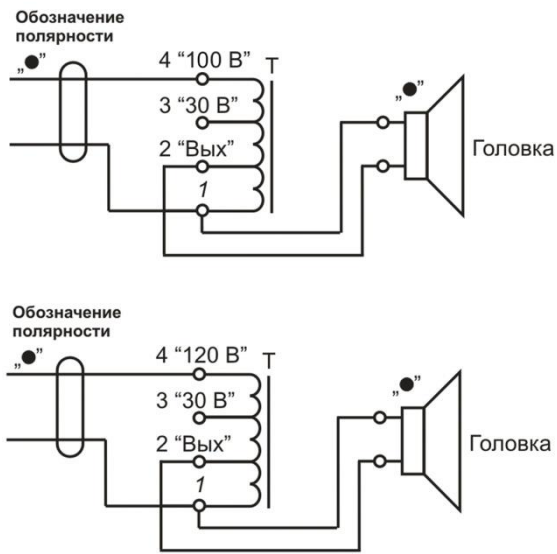 Обозначение
полярности
„●”
4 “100 В”
T
3 “30 В”
„●”
2 “Вых”
Головка
1
Обозначение
полярности
„●”
4 “120 В”
T
3 “30 В”
„●”
2 “Вых”
Головка
1